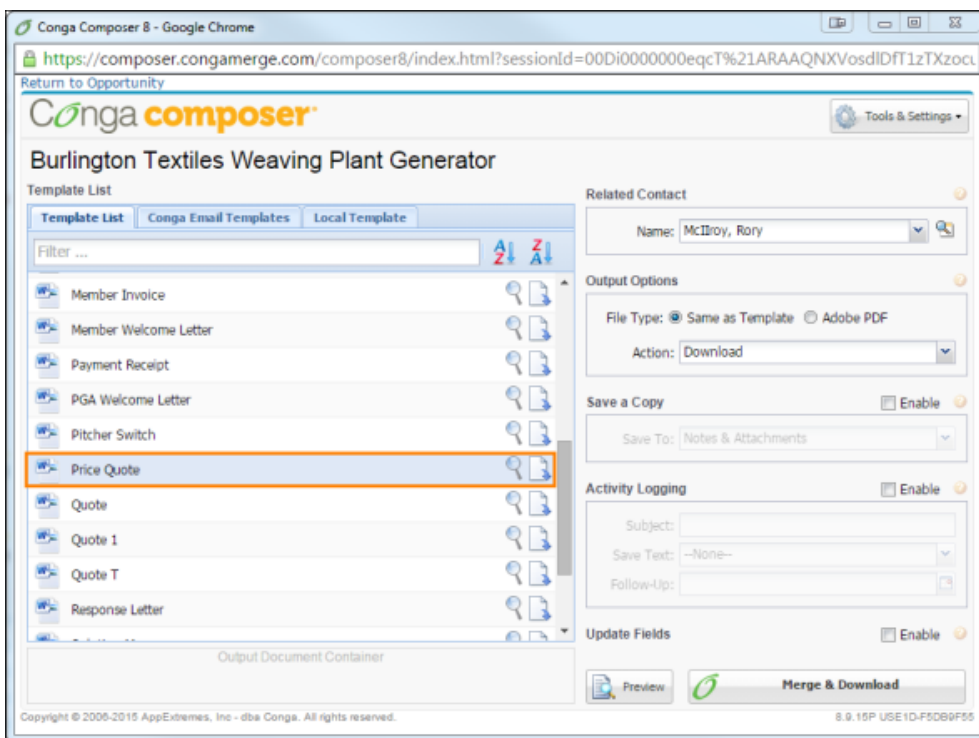 Conga Composer 8 - Google Chrome
https://composer.congamerge.com/composer8/index.html?sessionId=00Di0000000eqcT%21ARAAQNXVosdlDfT1zTXzocu
Return to Opportunity
Conga composer
Tools & Settings
Burlington Textiles Weaving Plant Generator
Template List
Template List Conga Email Templates Local Template
Filter ...
A Z Z A
Member Invoice
Member Welcome Letter
Payment Receipt
PGA Welcome Letter
Pitcher Switch
Price Quote
Quote
Quote 1
Quote T
Response Letter
Output Document Container
Related Contact
Name: McIlroy, Rory
Output Options
File Type: Same as Template Adobe PDF
Action: Download
Save a Copy Enable
Save To: Notes & Attachments
Activity Logging Enable
Subject:
Save Text: --None--
Follow-Up:
Update Fields Enable
Preview Merge & Download
Copyright © 2006-2015 AppExtremes, Inc - dba Conga. All rights reserved.
8.9.15P USE1D-F5DB9F55